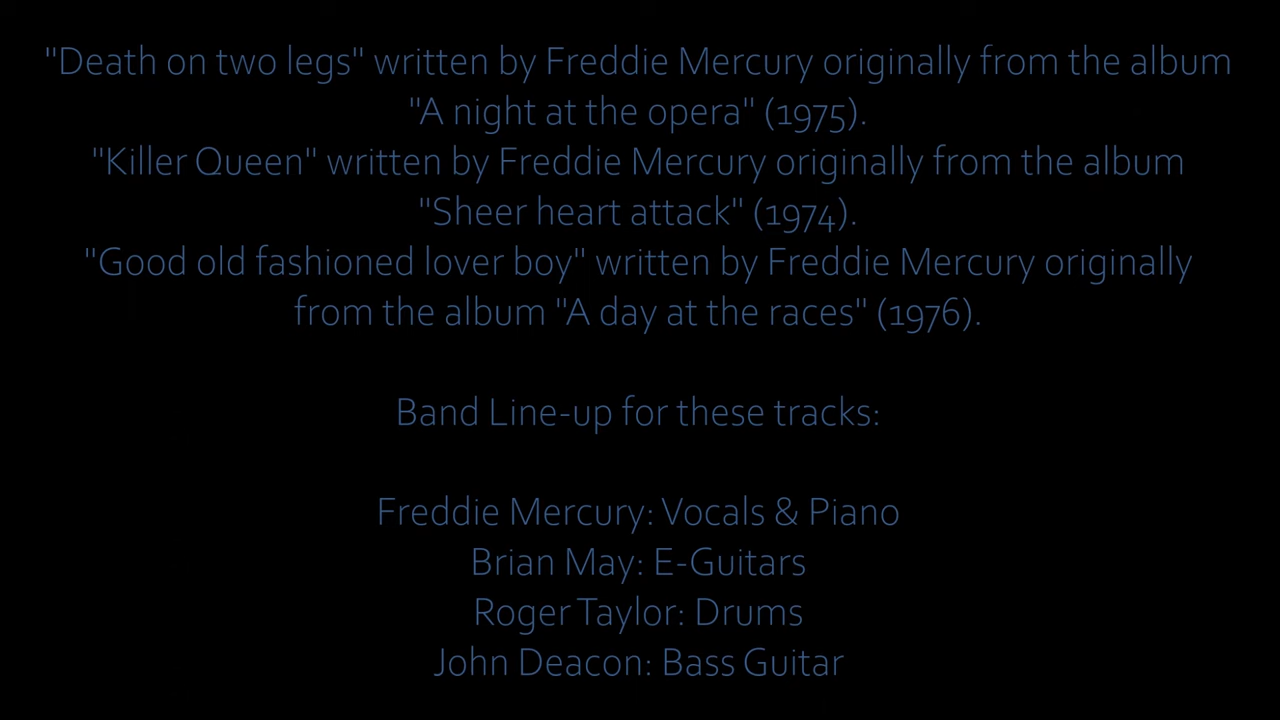 "Death on two legs" written by Freddie Mercury originally from the album
"A night at the opera" (1975).
"Killer Queen" written by Freddie Mercury originally from the album
"Sheer heart attack" (1974).
"Good old fashioned lover boy" written by Freddie Mercury originally
from the album "A day at the races" (1976).
Band Line-up for these tracks:
Freddie Mercury: Vocals & Piano
Brian May: E-Guitars
Roger Taylor: Drums
John Deacon: Bass Guitar